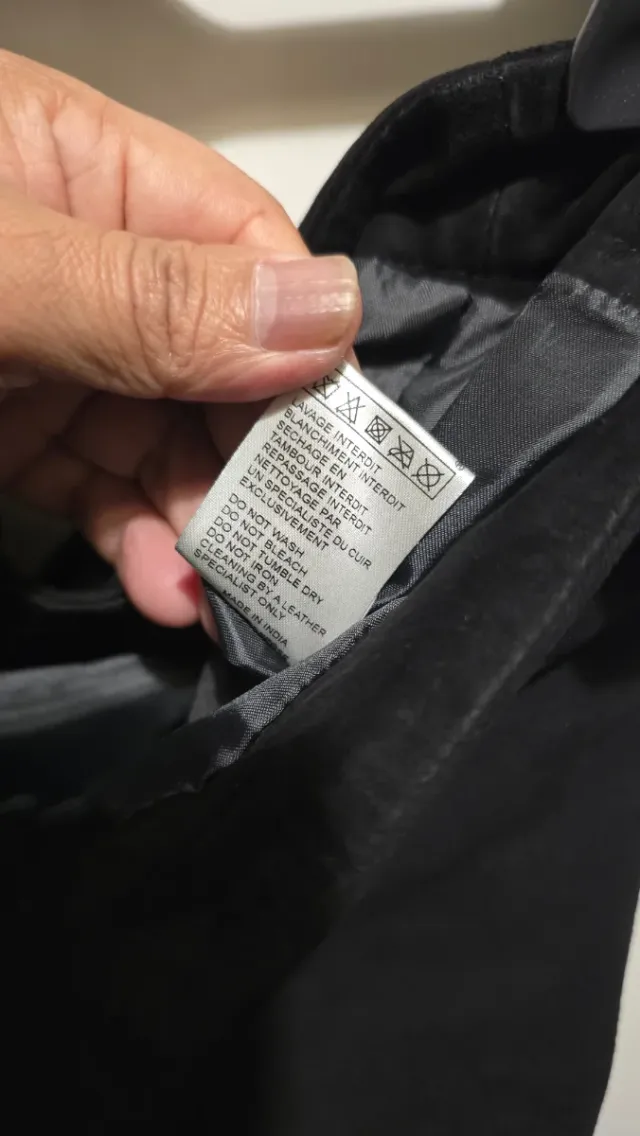 LAVAGE INTERDIT
BLANCHIMENT INTERDIT
SECHAGE EN
TAMBOUR INTERDIT
REPASSAGE INTERDIT
NETTOYAGE PAR
UN SPECIALISTE DU CUIR
EXCLUSIVEMENT
DO NOT WASH
DO NOT BLEACH
DO NOT TUMBLE DRY
DO NOT IRON
CLEANING BY A LEATHER
SPECIALIST ONLY
MADE IN INDIA